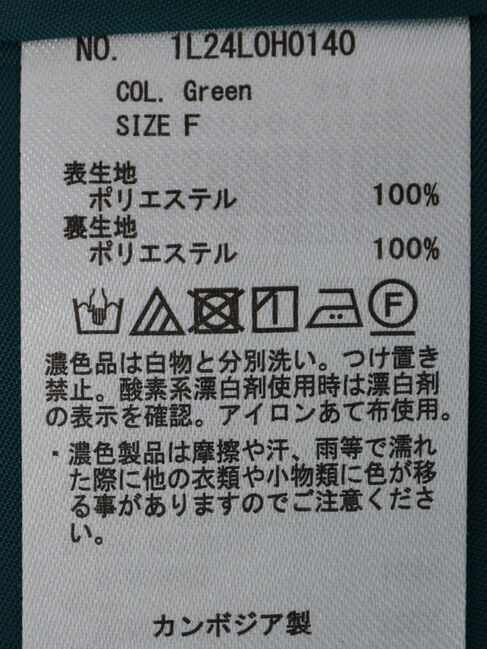 NO. 1L24L0H0140
COL. Green
SIZE F
表生地
ポリエステル 100%
裏生地
ポリエステル 100%
F
濃色品は白物と分別洗い。つけ置き
禁止。酸素系漂白剤使用時は漂白剤
の表示を確認。アイロンあて布使用。
・濃色製品は摩擦や汗、雨等で濡れ
た際に他の衣類や小物類に色が移
る事がありますのでご注意くださ
い。
カンボジア製